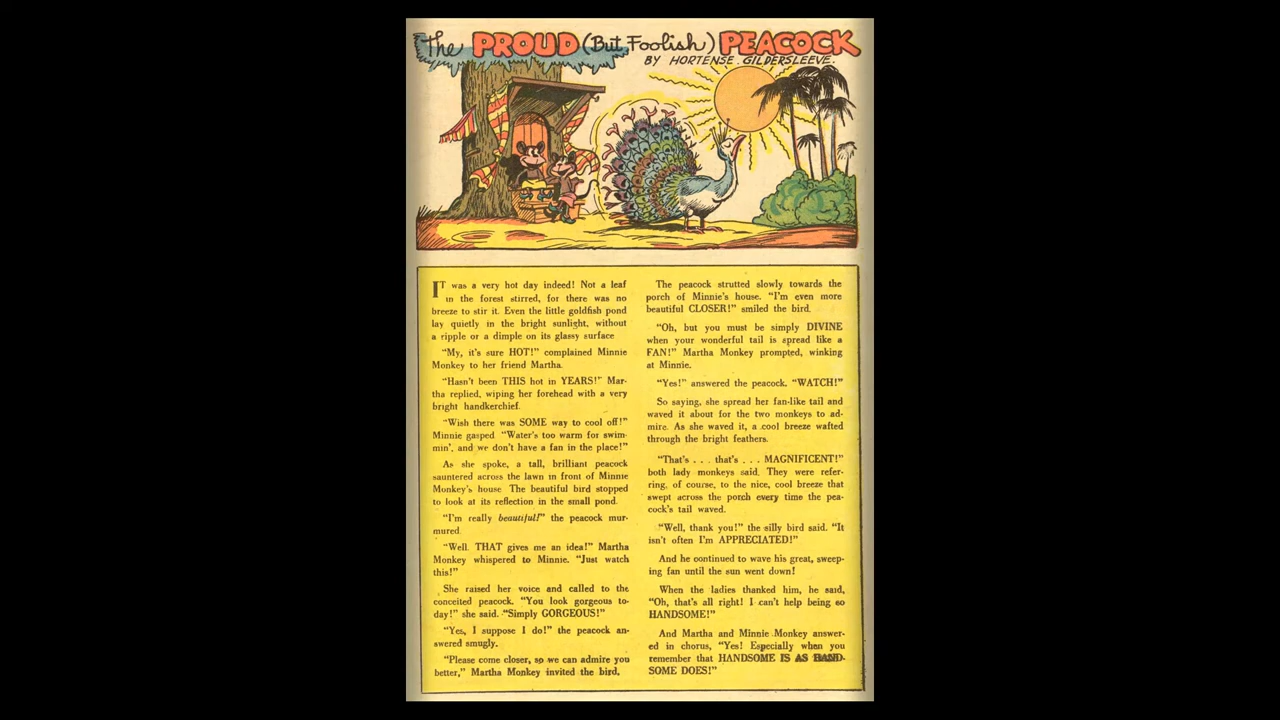 The PROUD (But Foolish) PEACOCK
BY HORTENSE GILDERSLEEVE.
IT was a very hot day indeed! Not a leaf
in the forest stirred, for there was no
breeze to stir it. Even the little goldfish pond
lay quietly in the bright sunlight, without
a ripple or a dimple on its glassy surface
"My, it's sure HOT!" complained Minnie
Monkey to her friend Martha.
"Hasn't been THIS hot in YEARS!" Mar-
tha replied, wiping her forehead with a very
bright handkerchief.
"Wish there was SOME way to cool off!"
Minnie gasped "Water's too warm for swim-
min', and we don't have a fan in the place!"
As she spoke, a tall, brilliant peacock
sauntered across the lawn in front of Minnie
Monkey's house The beautiful bird stopped
to look at its reflection in the small pond.
"I'm really beautiful!" the peacock mur-
mured.
"Well. THAT gives me an idea!" Martha
Monkey whispered to Minnie. "Just watch
this!"
She raised her voice and called to the
conceited peacock. "You look gorgeous to-
day!" she said. "Simply GORGEOUS!"
"Yes, I suppose I do!" the peacock an-
swered smugly.
"Please come closer, so we can admire you
better," Martha Monkey invited the bird.
The peacock strutted slowly towards the
porch of Minnie's house. "I'm even more
beautiful CLOSER!" smiled the bird.
"Oh, but you must be simply DIVINE
when your wonderful tail is spread like a
FAN!" Martha Monkey prompted, winking
at Minnie.
"Yes!" answered the peacock. "WATCH!"
So saying, she spread her fan-like tail and
waved it about for the two monkeys to ad-
mire. As she waved it, a cool breeze wafted
through the bright feathers.
"That's . . . that's . . . MAGNIFICENT!"
both lady monkeys said. They were refer-
ring, of course, to the nice, cool breeze that
swept across the porch every time the pea-
cock's tail waved.
"Well, thank you!" the silly bird said. "It
isn't often I'm APPRECIATED!"
And he continued to wave his great, sweep-
ing fan until the sun went down!
When the ladies thanked him, he said,
"Oh, that's all right! I can't help being so
HANDSOME!"
And Martha and Minnie Monkey answer-
ed in chorus, "Yes! Especially when you
remember that HANDSOME IS AS HAND-
SOME DOES!"